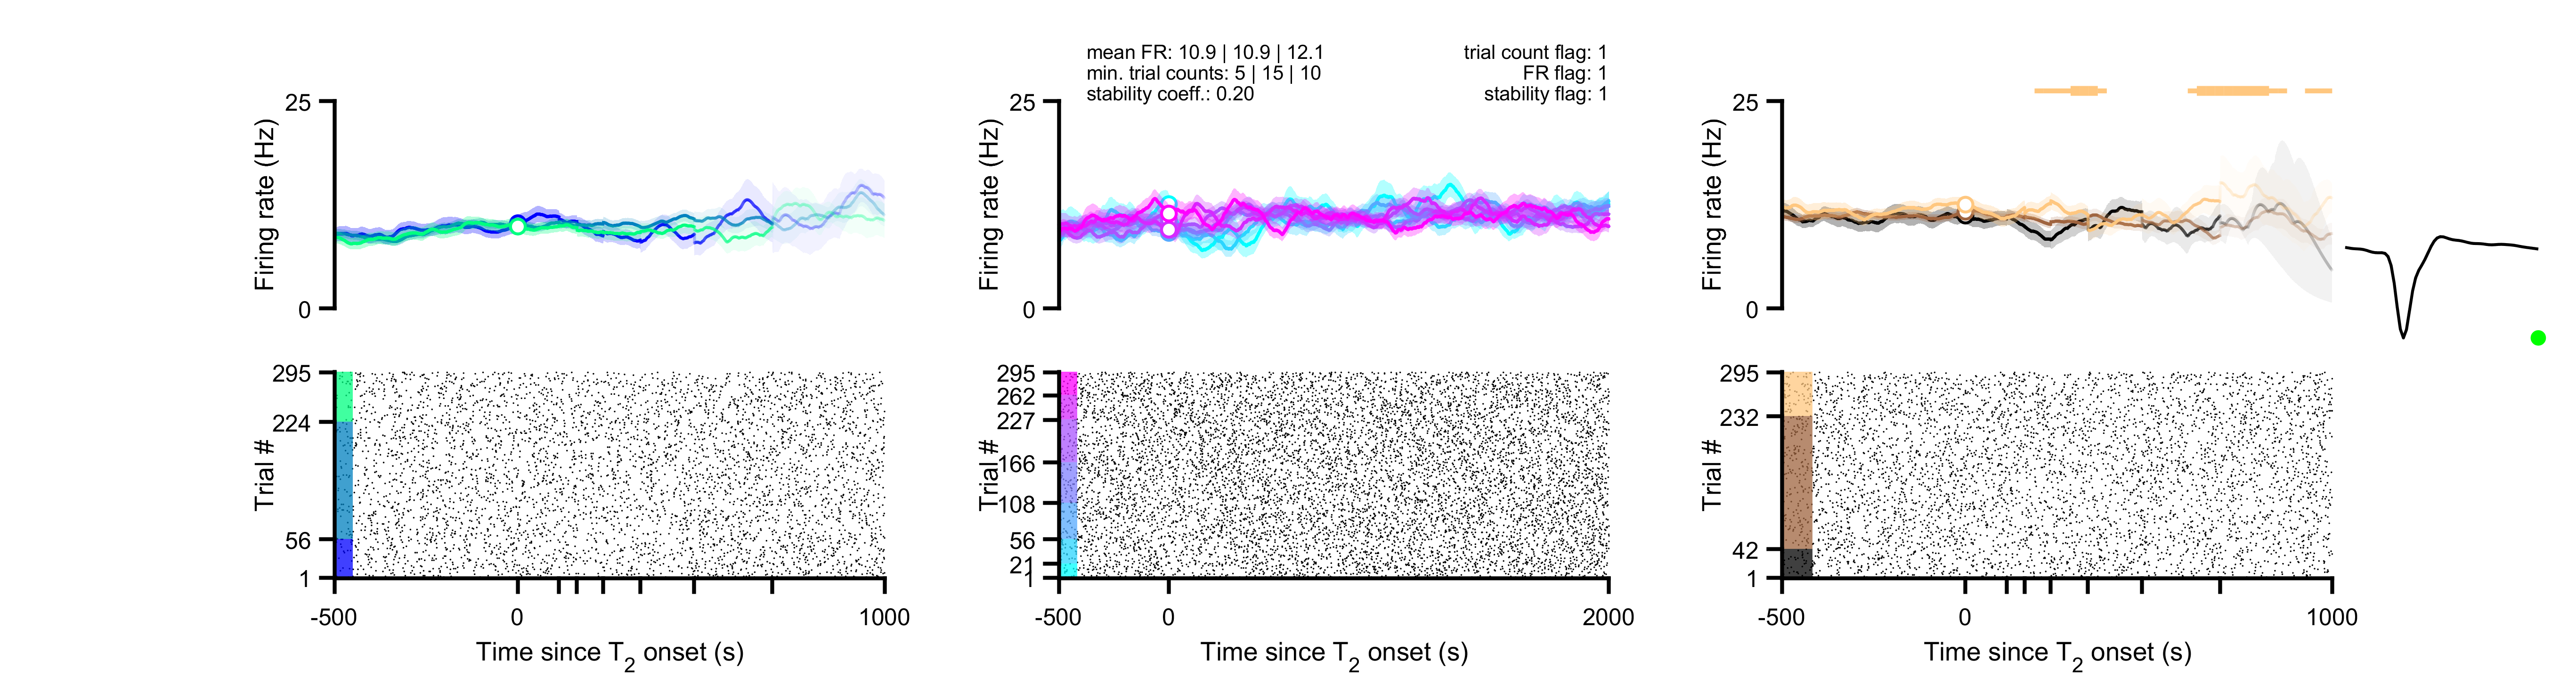 mean FR: 10.9 | 10.9 | 12.1
min. trial counts: 5 | 15 | 10
stability coeff.: 0.20
trial count flag: 1
FR flag: 1
stability flag: 1
25
Firing rate (Hz)
0
25
Firing rate (Hz)
0
25
Firing rate (Hz)
0
295
224
Trial #
56
1
-500
0
1000
Time since T2 onset (s)
295
262
227
Trial #
166
108
56
21
1
-500
0
2000
Time since T2 onset (s)
295
232
Trial #
42
1
-500
0
1000
Time since T2 onset (s)